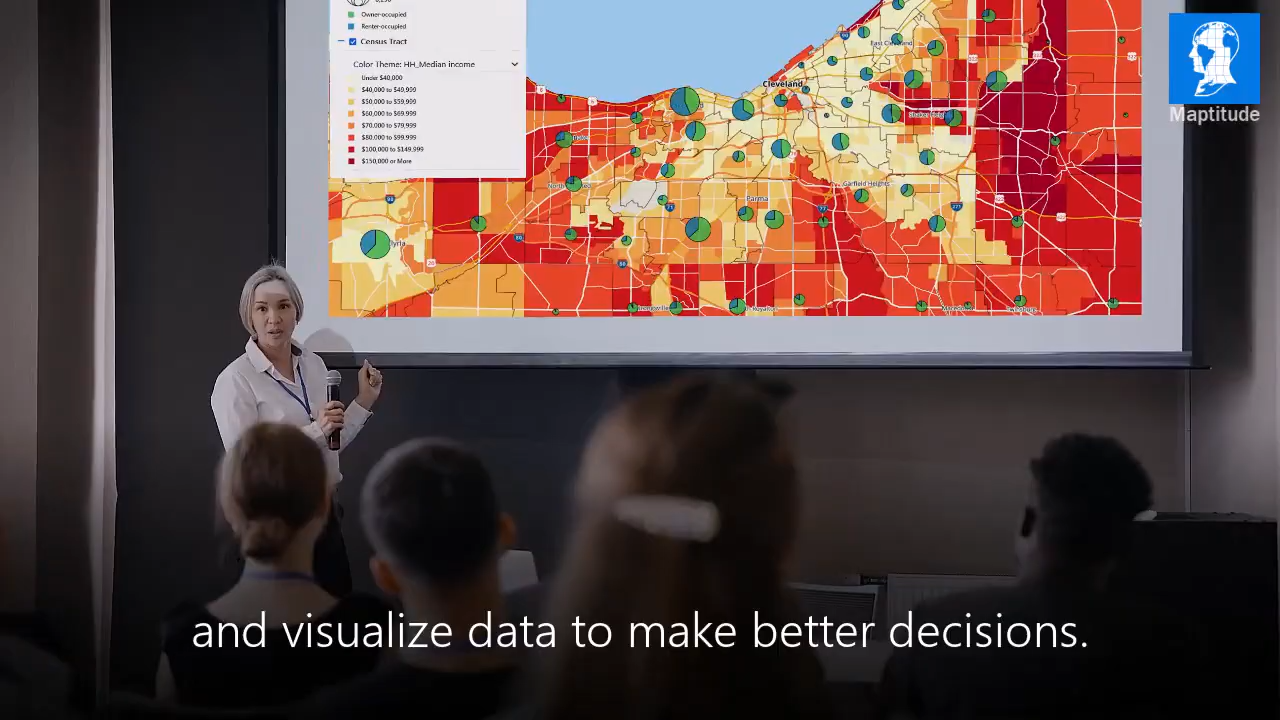 Owner-occupied
Renter-occupied
Census Tract
Color Theme: HH_Median income
Under $40,000
$40,000 to $49,999
$50,000 to $59,999
$60,000 to $69,999
$70,000 to $79,999
$80,000 to $99,999
$100,000 to $149,999
$150,000 or More
East Cleveland
Cleveland
Garfield Heights
Parma
Maptitude
and visualize data to make better decisions.